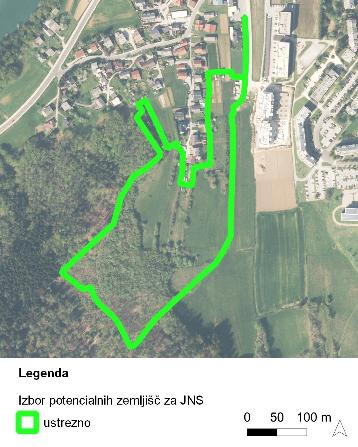 Legenda
Izbor potencialnih zemljišč za JNS
ustrezno
0 50 100 m